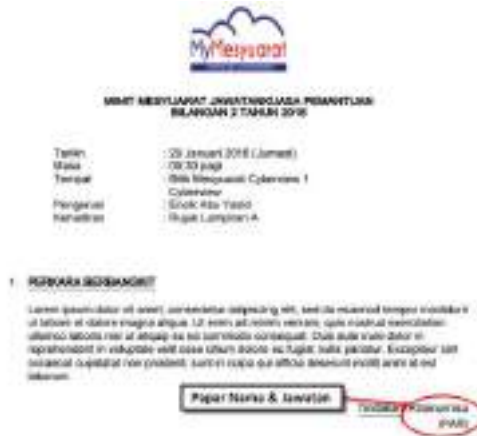 MyMesyuarat
MINIT MESYUARAT JAWATANKUASA PEMANTUAN
BILANGAN 2 TAHUN 2016
Tarikh : 29 Januari 2016 (Jumaat)
Masa : 09:30 pagi
Tempat : Bilik Mesyuarat Cyberview 1
Cyberview
Pengerusi : Encik Abu Yazid
Kehadiran : Rujuk Lampiran A
1. PERKARA BERBANGKIT
Lorem ipsum dolor sit amet, consectetur adipiscing elit, sed do eiusmod tempor incididunt
ut labore et dolore magna aliqua. Ut enim ad minim veniam, quis nostrud exercitation
ullamco laboris nisi ut aliquip ex ea commodo consequat. Duis aute irure dolor in
reprehenderit in voluptate velit esse cillum dolore eu fugiat nulla pariatur. Excepteur sint
occaecat cupidatat non proident, sunt in culpa qui officia deserunt mollit anim id est
laborum.
Papar Nama & Jawatan
Tindakan